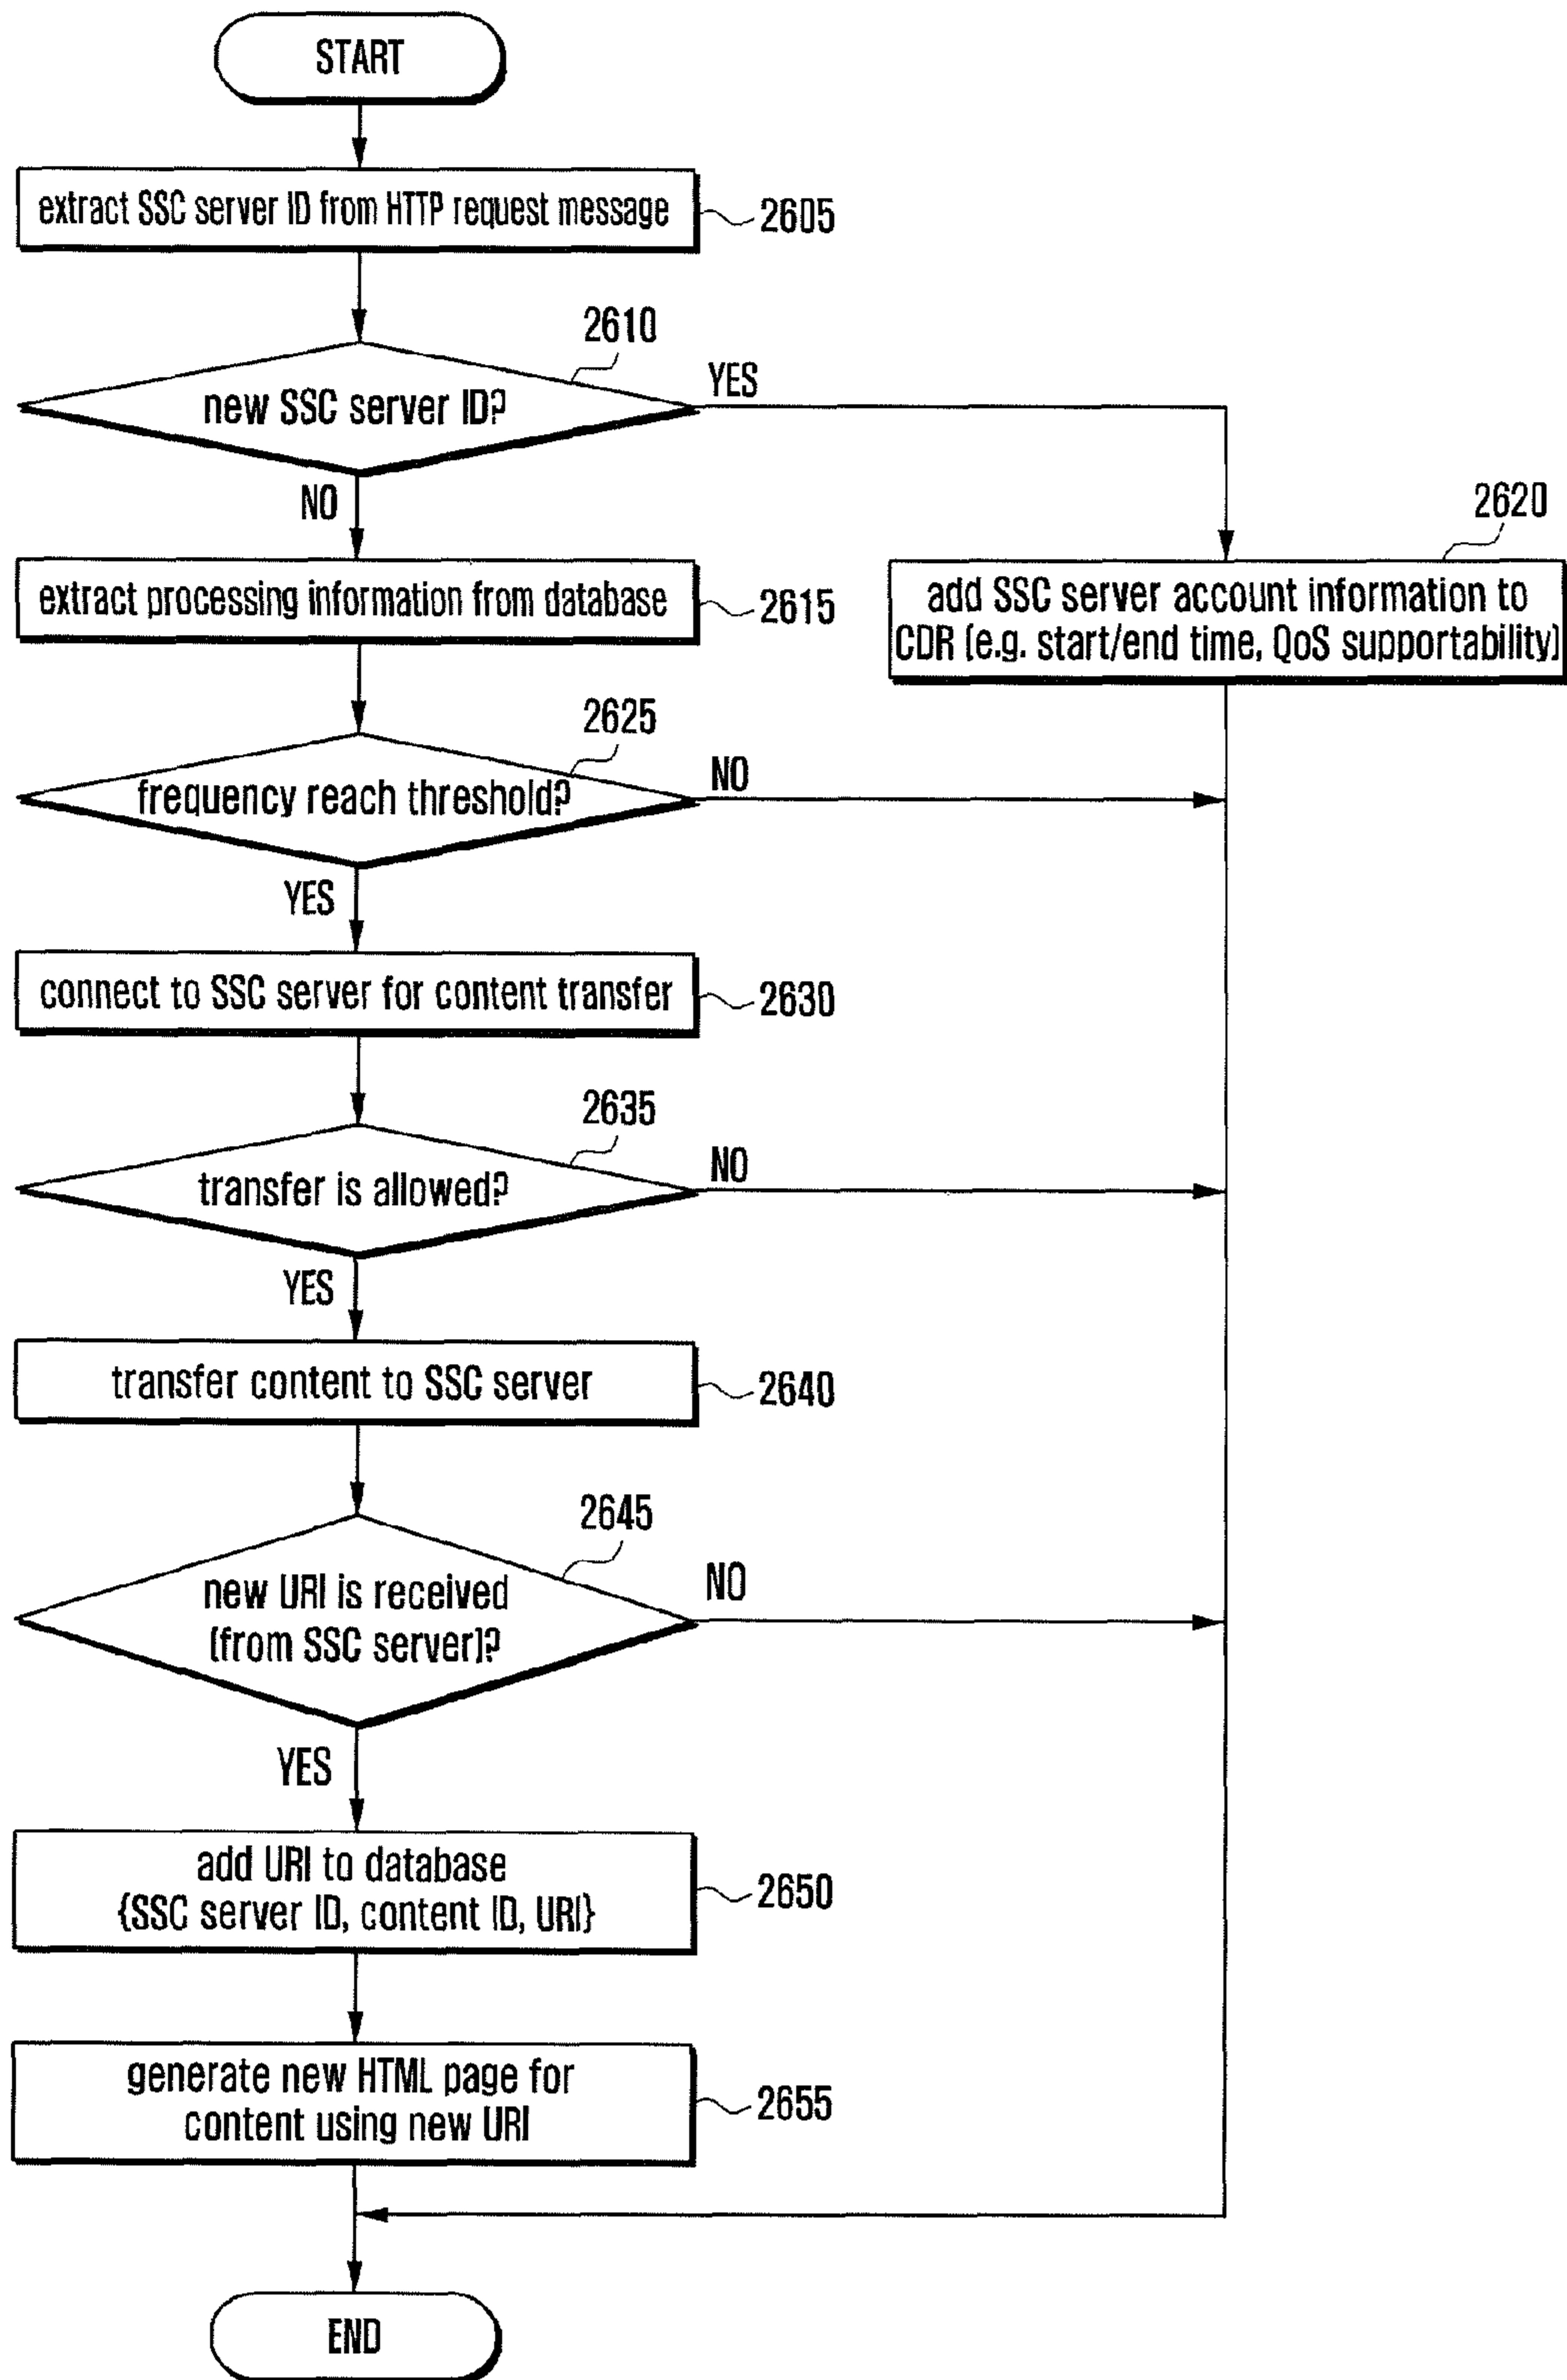 START
extract SSC server ID from HTTP request message
2605
2610
new SSC server ID?
YES
NO
2620
extract processing information from database
2615
add SSC server account information to
CDR (e.g. start/end time, QoS supportability)
2625
frequency reach threshold?
NO
YES
connect to SSC server for content transfer
2630
2635
transfer is allowed?
NO
YES
transfer content to SSC server
2640
2645
new URI is received
(from SSC server)?
NO
YES
add URI to database
{SSC server ID, content ID, URI}
2650
generate new HTML page for
content using new URI
2655
END